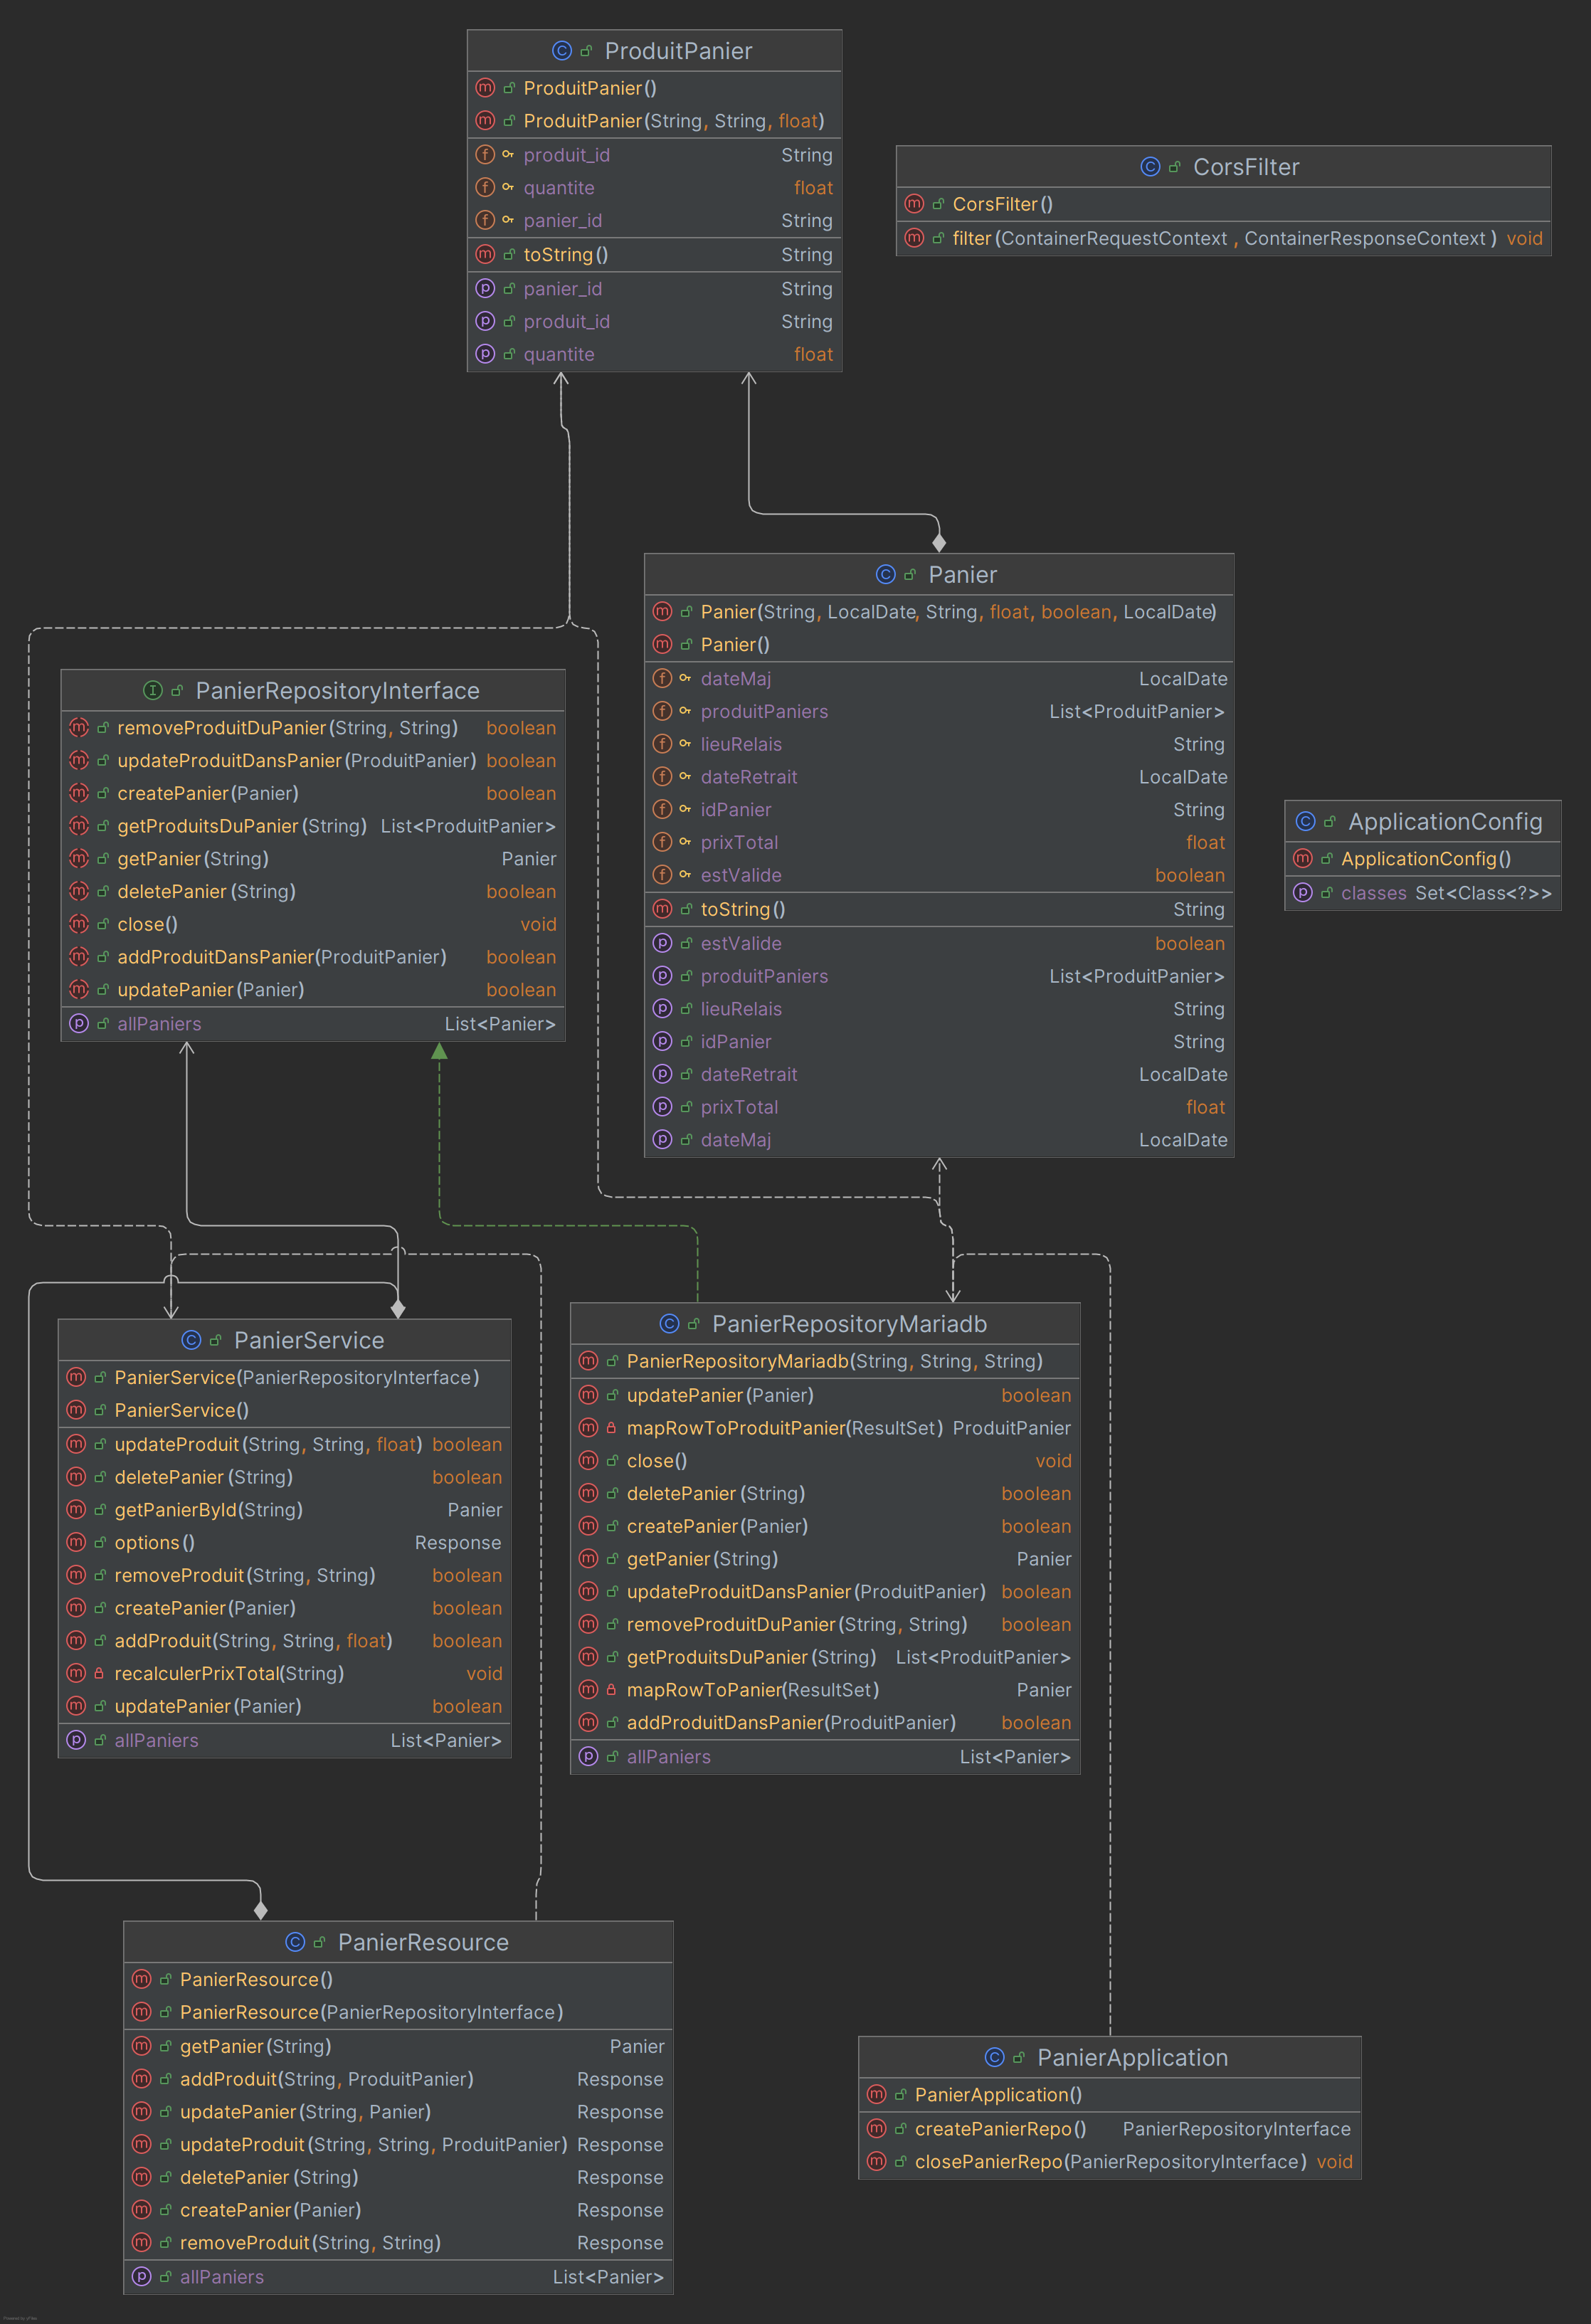 ProduitPanier
ProduitPanier()
ProduitPanier(String, String, float)
produit_id String
quantite float
panier_id String
toString() String
panier_id String
produit_id String
quantite float
CorsFilter
CorsFilter()
filter(ContainerRequestContext, ContainerResponseContext) void
Panier
Panier(String, LocalDate, String, float, boolean, LocalDate)
Panier()
dateMaj LocalDate
produitPaniers List<ProduitPanier>
lieuRelais String
dateRetrait LocalDate
idPanier String
prixTotal float
estValide boolean
toString() String
estValide boolean
produitPaniers List<ProduitPanier>
lieuRelais String
idPanier String
dateRetrait LocalDate
prixTotal float
dateMaj LocalDate
PanierRepositoryInterface
removeProduitDuPanier(String, String) boolean
updateProduitDansPanier(ProduitPanier) boolean
createPanier(Panier) boolean
getProduitsDuPanier(String) List<ProduitPanier>
getPanier(String) Panier
deletePanier(String) boolean
close() void
addProduitDansPanier(ProduitPanier) boolean
updatePanier(Panier) boolean
allPaniers List<Panier>
ApplicationConfig
ApplicationConfig()
classes Set<Class<?>>
PanierService
PanierService(PanierRepositoryInterface)
PanierService()
updateProduit(String, String, float) boolean
deletePanier(String) boolean
getPanierById(String) Panier
options() Response
removeProduit(String, String) boolean
createPanier(Panier) boolean
addProduit(String, String, float) boolean
recalculerPrixTotal(String) void
updatePanier(Panier) boolean
allPaniers List<Panier>
PanierRepositoryMariadb
PanierRepositoryMariadb(String, String, String)
updatePanier(Panier) boolean
mapRowToProduitPanier(ResultSet) ProduitPanier
close() void
deletePanier(String) boolean
createPanier(Panier) boolean
getPanier(String) Panier
updateProduitDansPanier(ProduitPanier) boolean
removeProduitDuPanier(String, String) boolean
getProduitsDuPanier(String) List<ProduitPanier>
mapRowToPanier(ResultSet) Panier
addProduitDansPanier(ProduitPanier) boolean
allPaniers List<Panier>
PanierResource
PanierResource()
PanierResource(PanierRepositoryInterface)
getPanier(String) Panier
addProduit(String, ProduitPanier) Response
updatePanier(String, Panier) Response
updateProduit(String, String, ProduitPanier) Response
deletePanier(String) Response
createPanier(Panier) Response
removeProduit(String, String) Response
allPaniers List<Panier>
PanierApplication
PanierApplication()
createPanierRepo() PanierRepositoryInterface
closePanierRepo(PanierRepositoryInterface) void